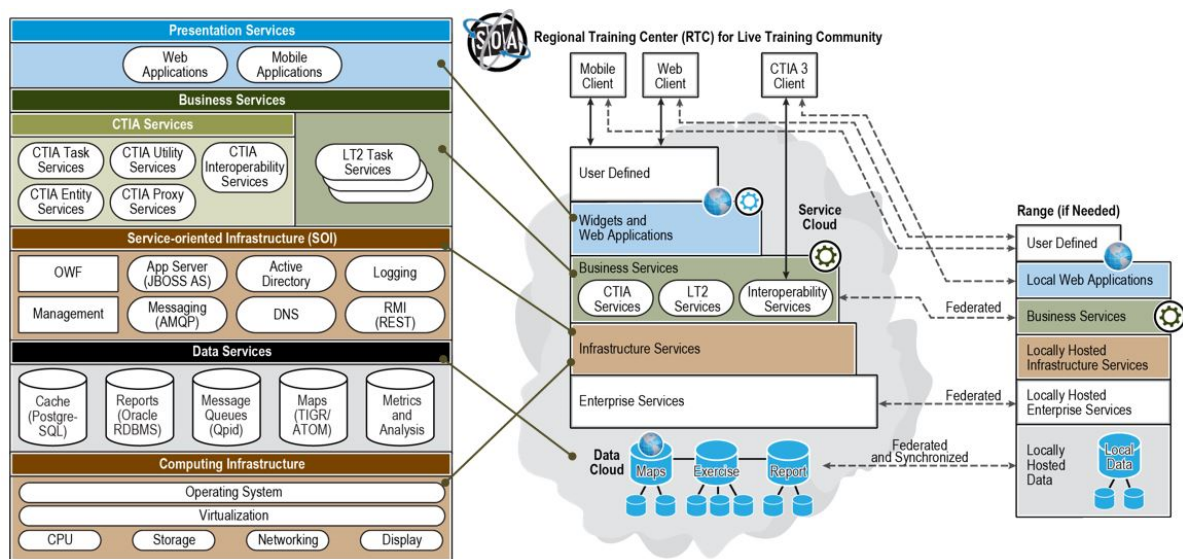 Presentation Services
Web
Applications
Mobile
Applications
Business Services
CTIA Services
CTIA Task
Services
CTIA Utility
Services
CTIA
Interoperability
Services
CTIA Entity
Services
CTIA Proxy
Services
LT2 Task
Services
Service-oriented Infrastructure (SOI)
OWF
App Server
(JBOSS AS)
Active
Directory
Logging
Management
Messaging
(AMQP)
DNS
RMI
(REST)
Data Services
Cache
(Postgre-
SQL)
Reports
(Oracle
RDBMS)
Message
Queues
(Qpid)
Maps
(TIGR/
ATOM)
Metrics
and
Analysis
Computing Infrastructure
Operating System
Virtualization
CPU
Storage
Networking
Display
SOA
Regional Training Center (RTC) for Live Training Community
Mobile
Client
Web
Client
CTIA 3
Client
User Defined
Widgets and
Web Applications
Service
Cloud
Business Services
CTIA
Services
LT2
Services
Interoperability
Services
Infrastructure Services
Enterprise Services
Data
Cloud
Maps
Exercise
Report
Federated
Federated
Federated
and Synchronized
Range (if Needed)
User Defined
Local Web Applications
Business Services
Locally Hosted
Infrastructure Services
Locally Hosted
Enterprise Services
Locally
Hosted
Data
Local
Data